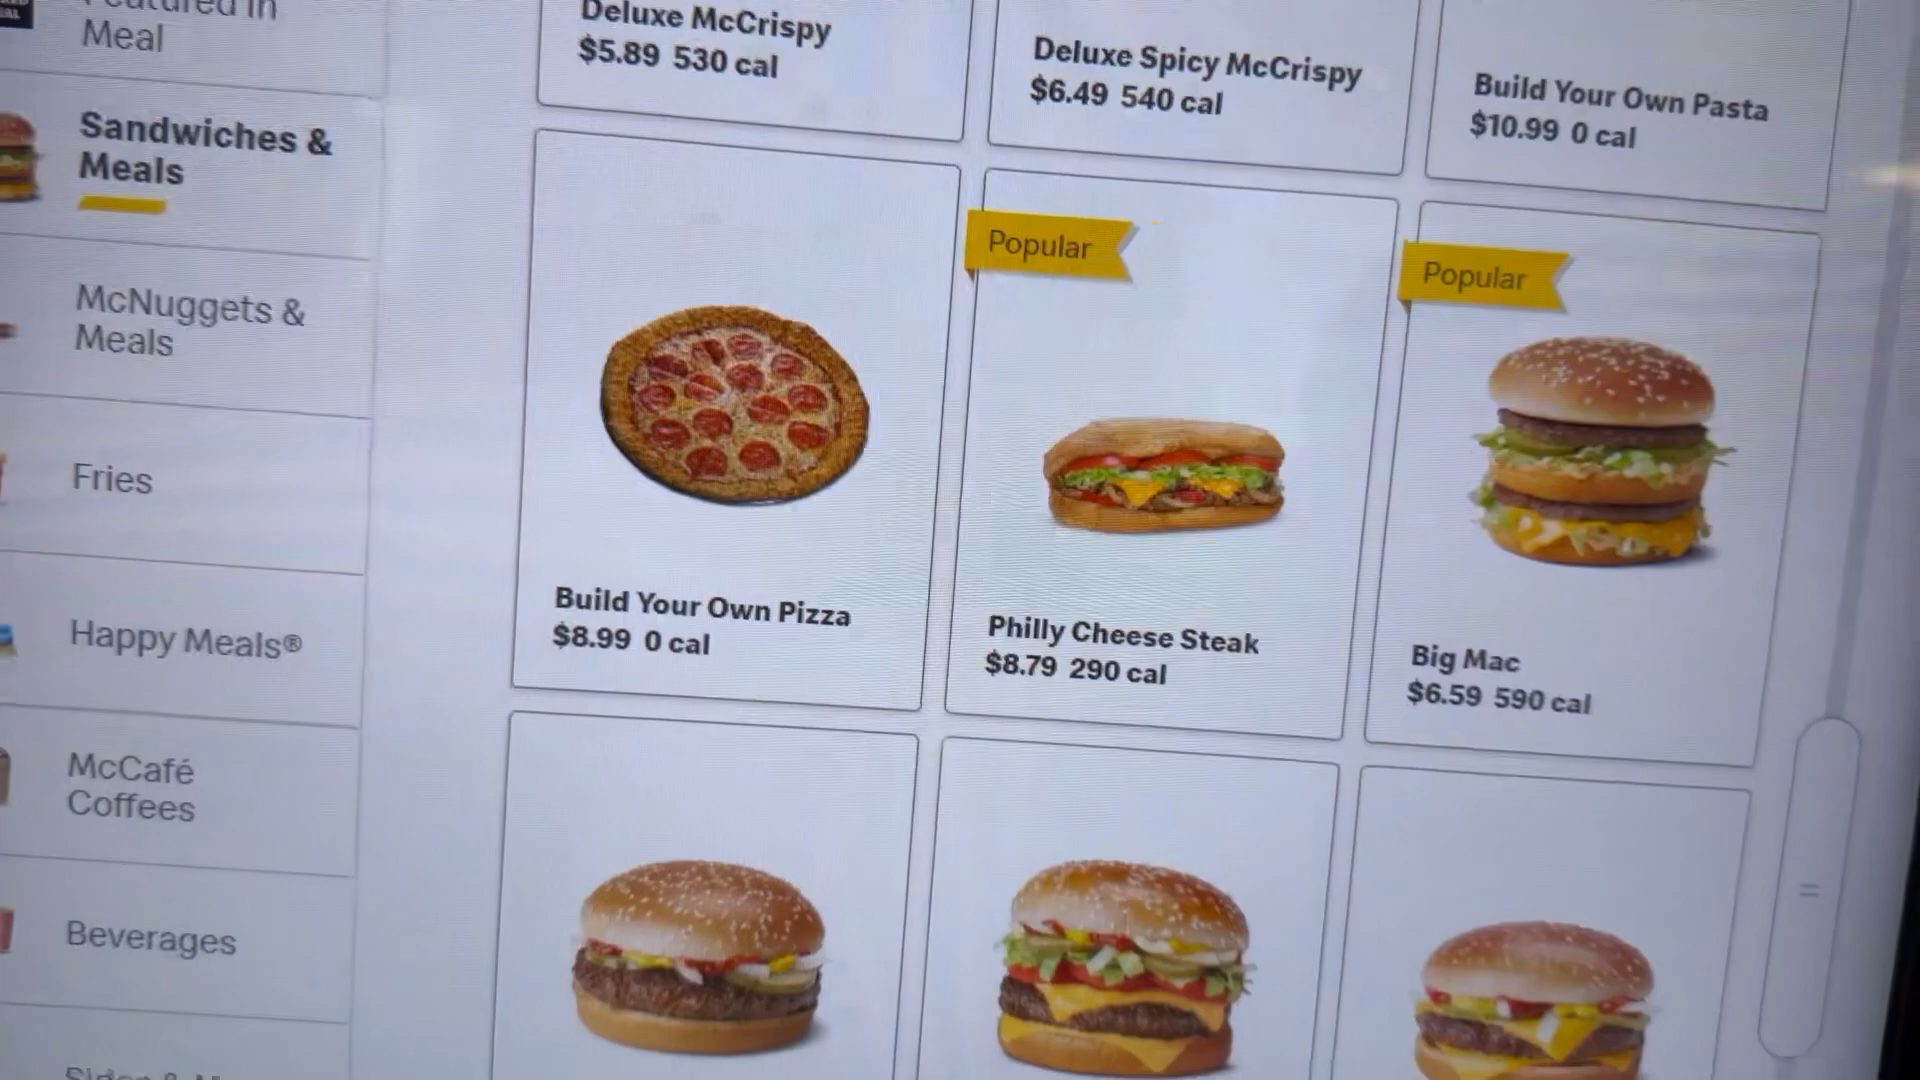 Featured In
Meal
Sandwiches &
Meals
McNuggets &
Meals
Fries
Happy Meals®
McCafé
Coffees
Beverages
Deluxe McCrispy
$5.89 530 cal
Deluxe Spicy McCrispy
$6.49 540 cal
Build Your Own Pasta
$10.99 0 cal
Build Your Own Pizza
$8.99 0 cal
Popular
Philly Cheese Steak
$8.79 290 cal
Popular
Big Mac
$6.59 590 cal